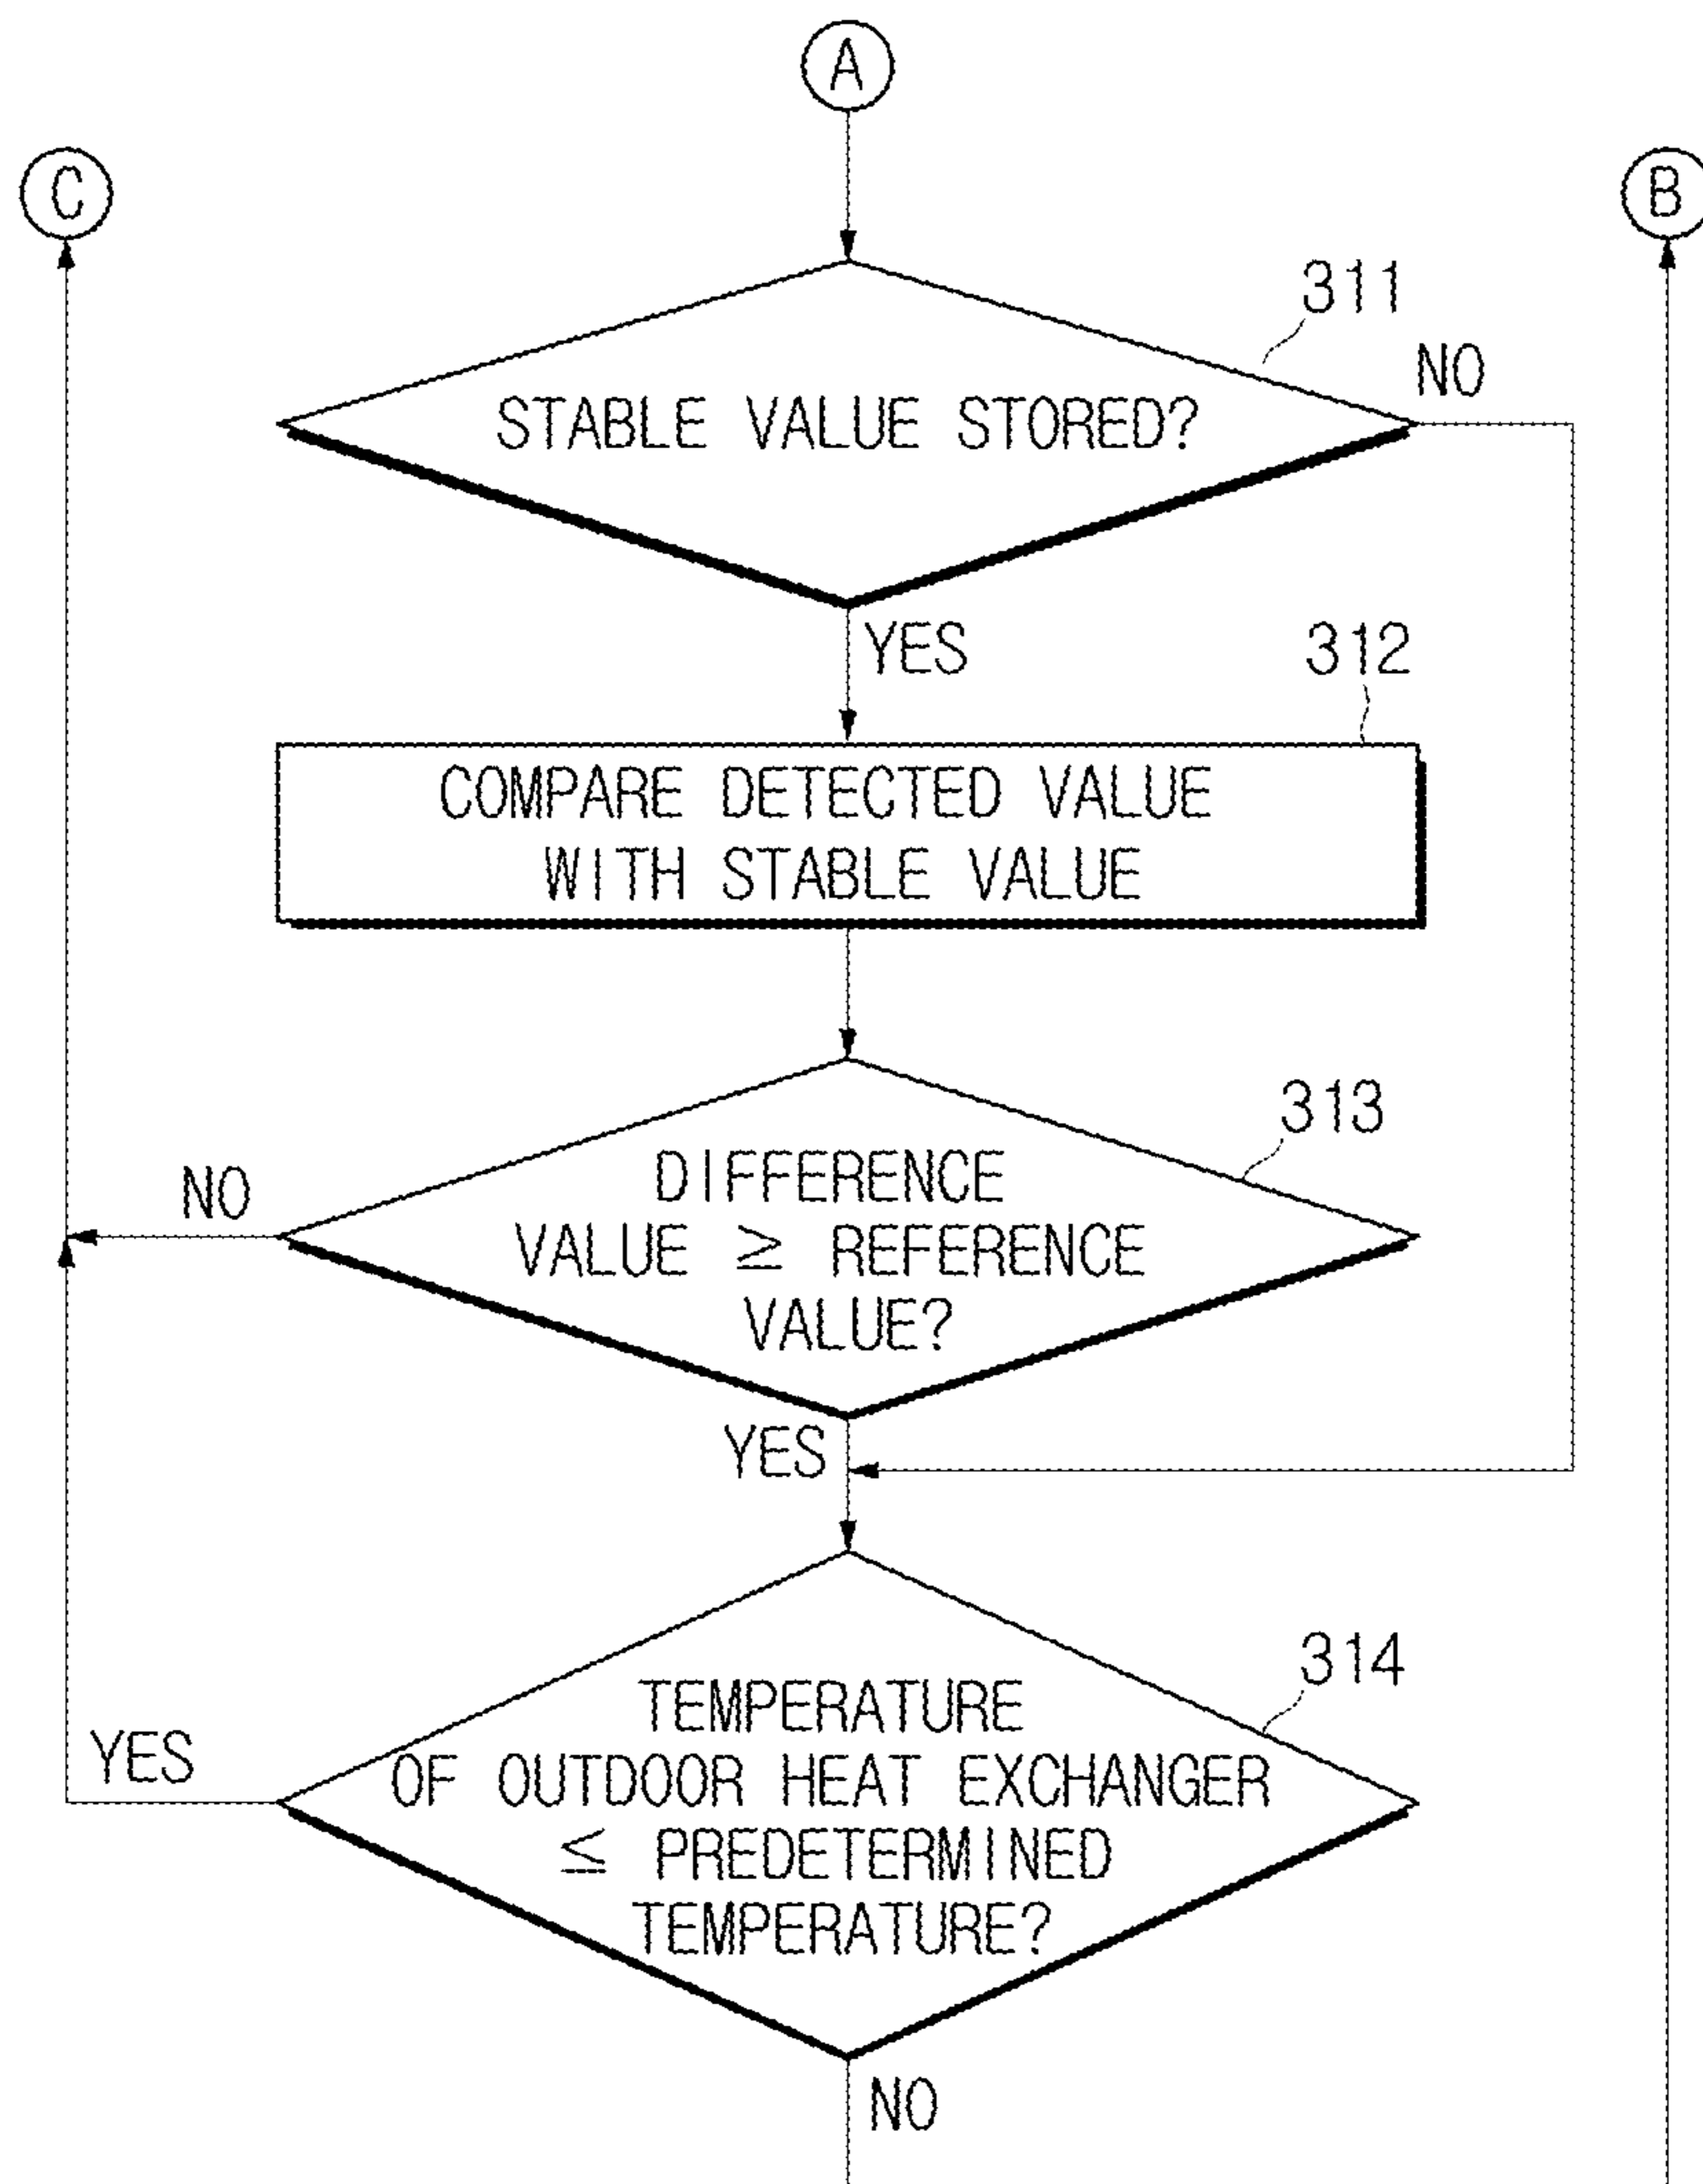 A
C
B
311
NO
STABLE VALUE STORED?
YES
312
COMPARE DETECTED VALUE
WITH STABLE VALUE
313
NO
DIFFERENCE
VALUE ≥ REFERENCE
VALUE?
YES
314
YES
TEMPERATURE
OF OUTDOOR HEAT EXCHANGER
≤ PREDETERMINED
TEMPERATURE?
NO